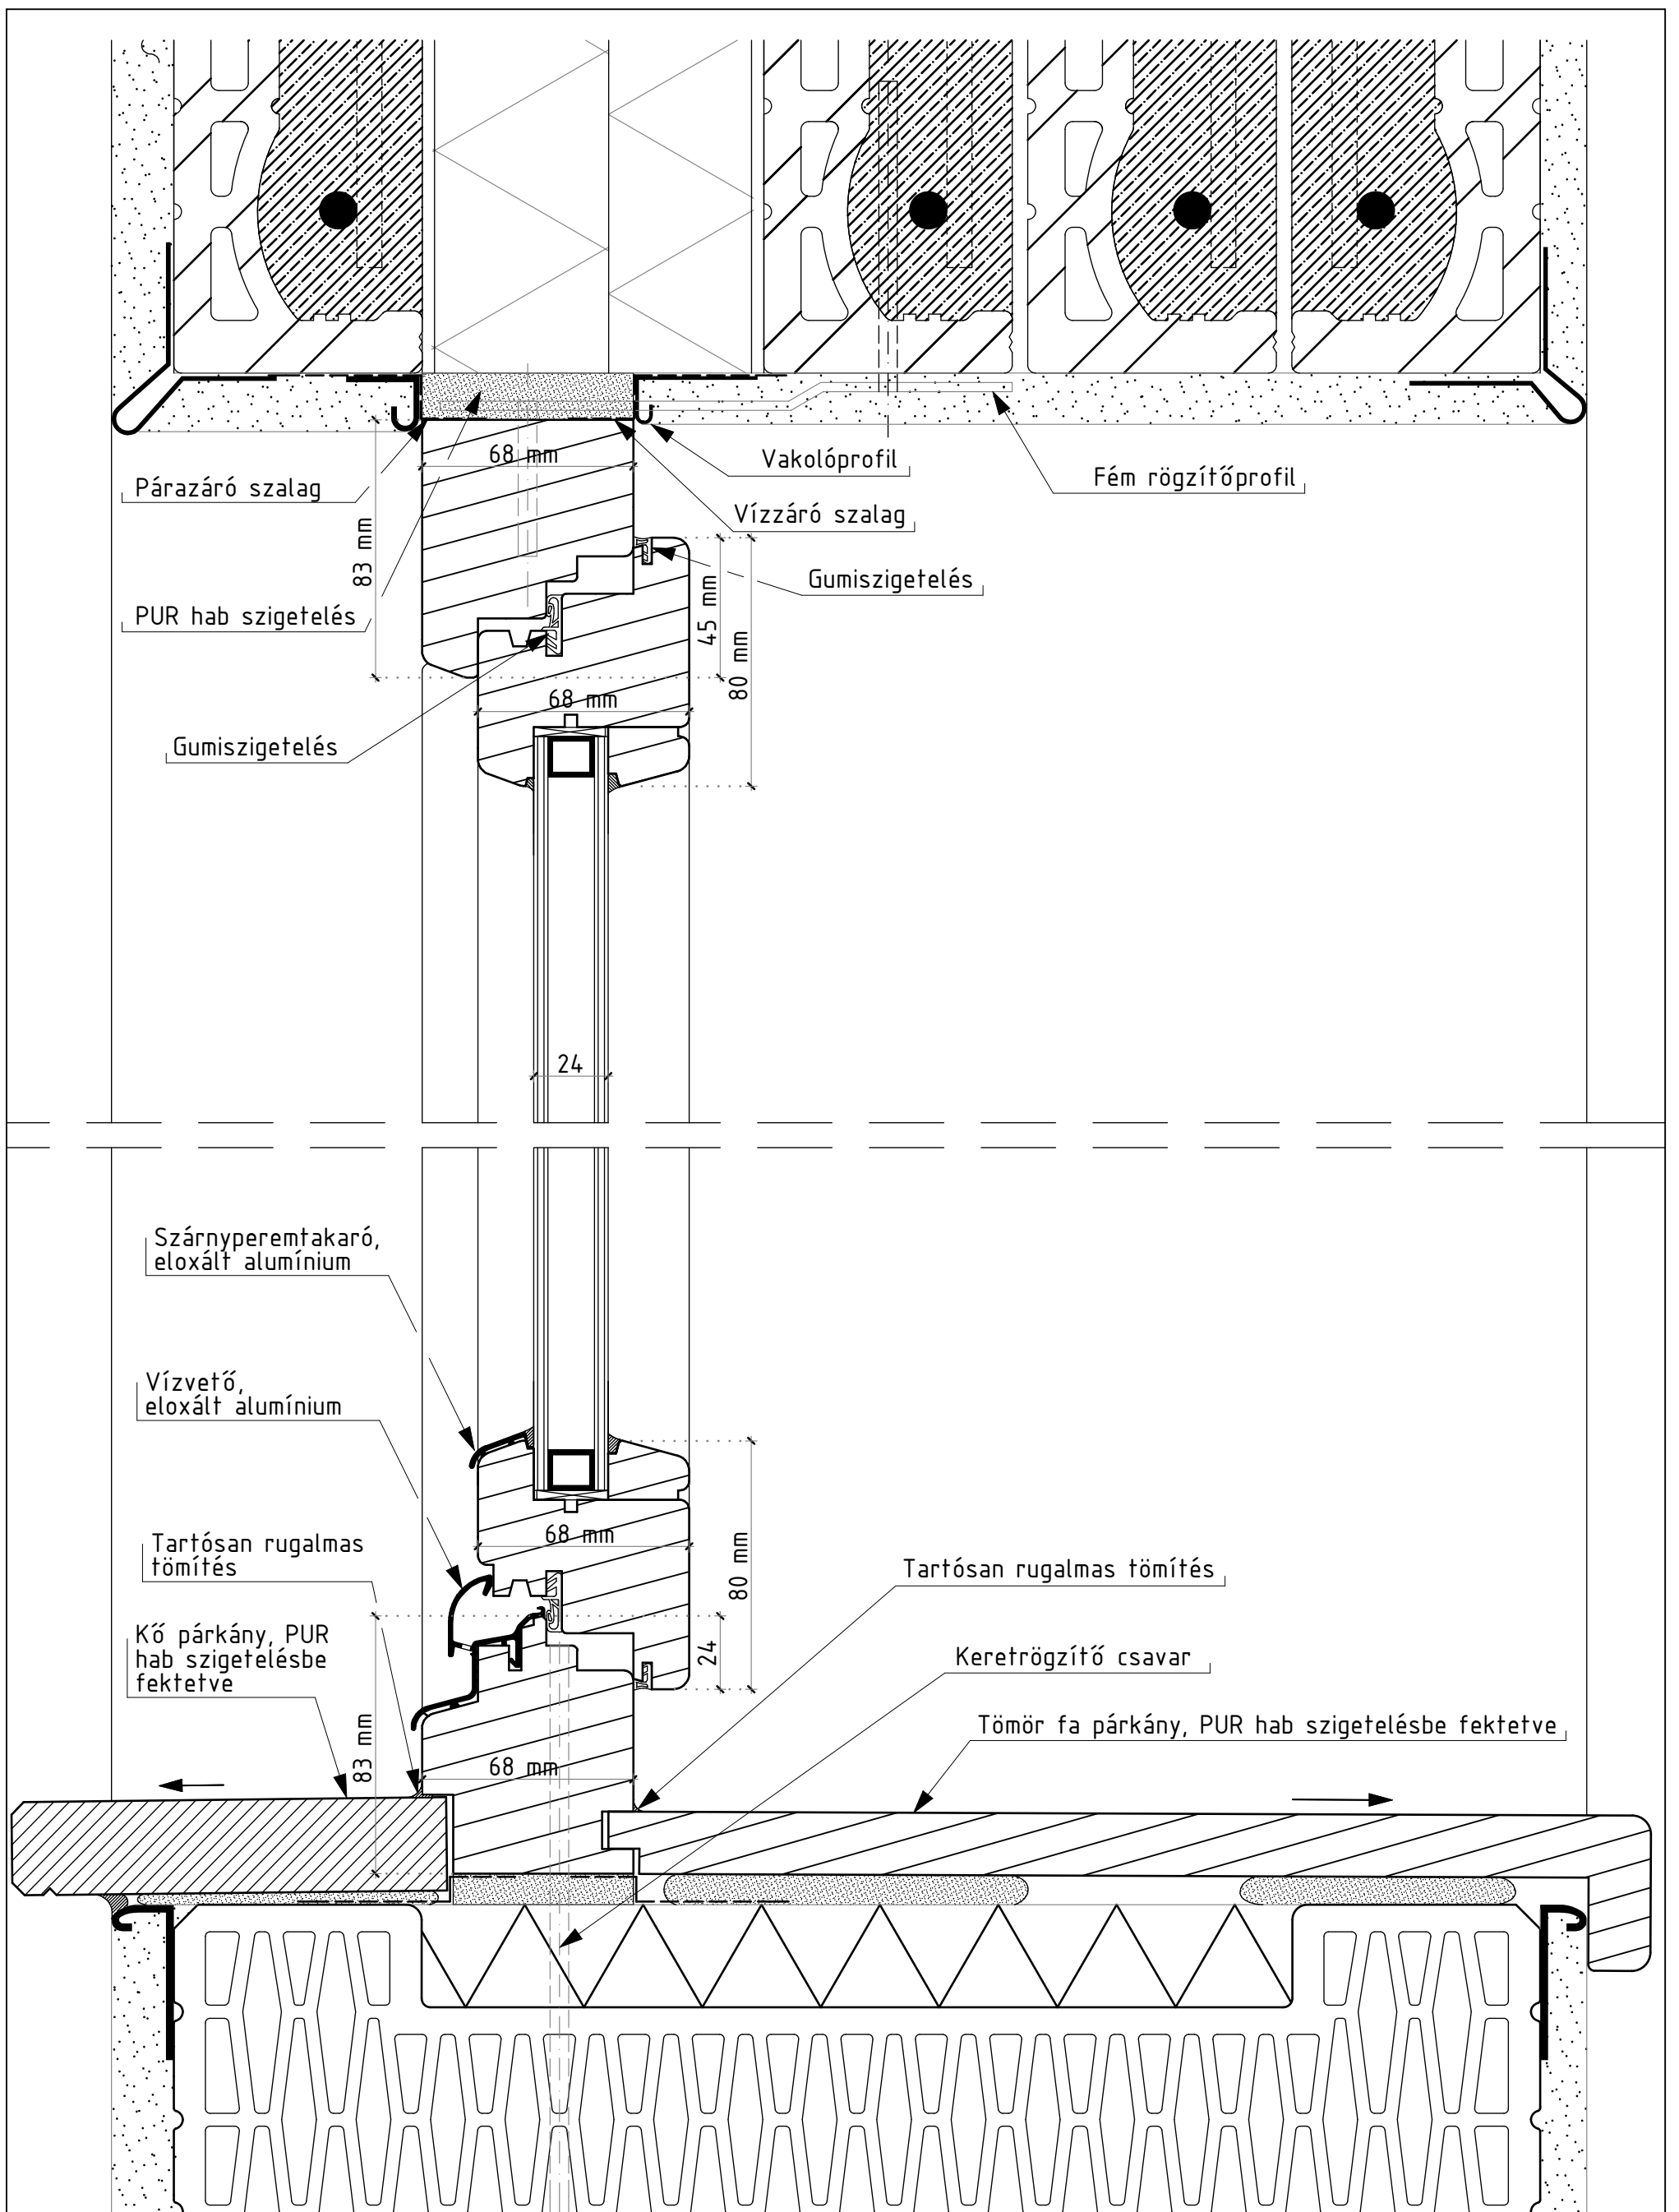 68 mm
Vakolóprofil
Párazáró szalag
Fém rögzítőprofil
Vízzáró szalag
83 mm
Gumiszigetelés
45 mm
PUR hab szigetelés
80 mm
68 mm
Gumiszigetelés
24
Szárnyperemtakaró,
eloxált alumínium
Vízvető,
eloxált alumínium
68 mm
Tartósan rugalmas
tömítés
80 mm
Tartósan rugalmas tömítés
Kő párkány, PUR
hab szigetelésbe
fektetve
24
Keretrögzítő csavar
83 mm
Tömör fa párkány, PUR hab szigetelésbe fektetve
68 mm